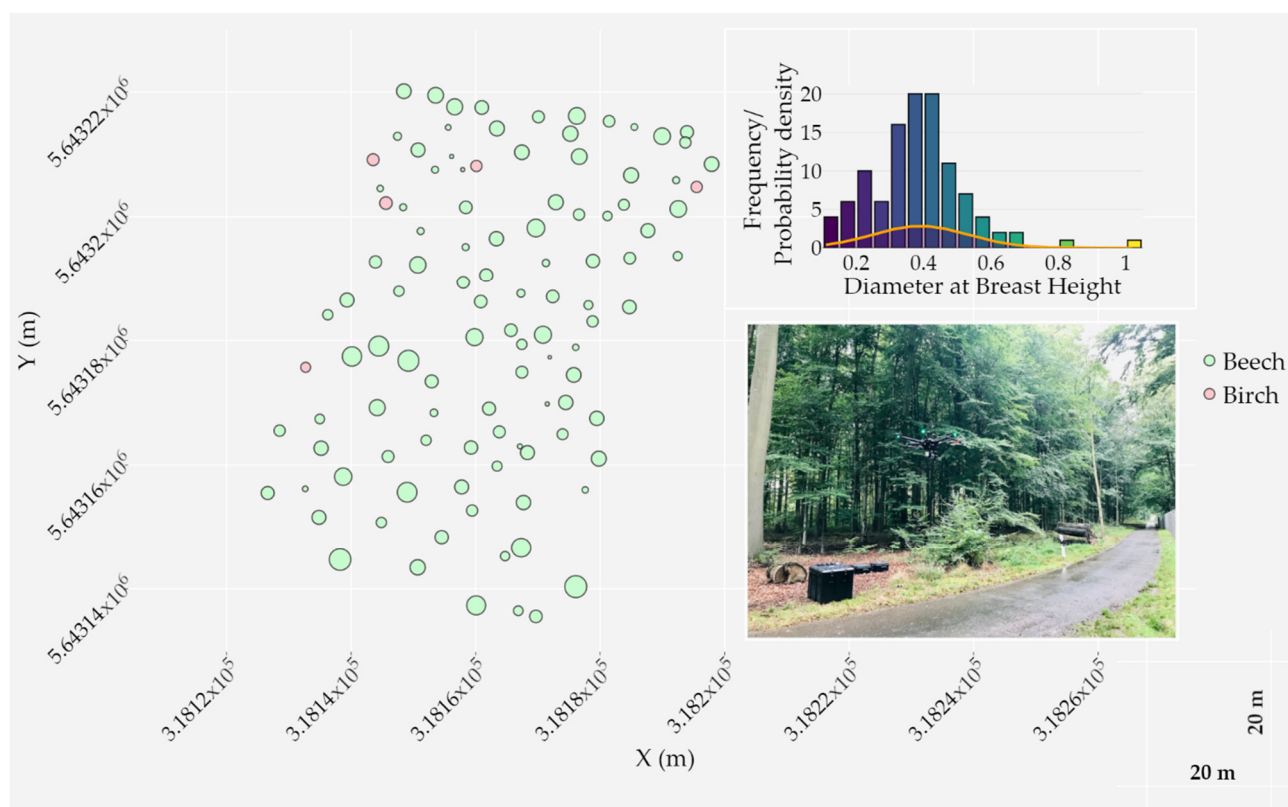 5.64322x10⁶
5.6432x10⁶
5.64318x10⁶
5.64316x10⁶
5.64314x10⁶
Y (m)
3.1812x10⁵
3.1814x10⁵
3.1816x10⁵
3.1818x10⁵
3.182x10⁵
3.1822x10⁵
3.1824x10⁵
3.1826x10⁵
X (m)
Frequency/
Probability density
20
15
10
5
0
0.2 0.4 0.6 0.8 1
Diameter at Breast Height
Beech
Birch
20 m
20 m